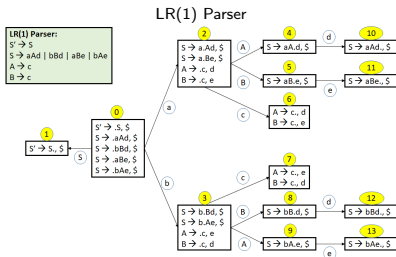 LR(1) Parser
LR(1) Parser:
S' → S
S → aAd | bBd | aBe | bAe
A → c
B → c
0
S' → .S, $
S → .aAd, $
S → .bBd, $
S → .aBe, $
S → .bAe, $
S
1
S' → S., $
a
2
S → a.Ad, $
S → a.Be, $
A → .c, d
B → .c, e
A
4
S → aA.d, $
d
10
S → aAd., $
B
5
S → aB.e, $
e
11
S → aBe., $
c
6
A → c., d
B → c., e
b
3
S → b.Bd, $
S → b.Ae, $
A → .c, e
B → .c, d
c
7
A → c., e
B → c., d
B
8
S → bB.d, $
d
12
S → bBd., $
A
9
S → bA.e, $
e
13
S → bAe., $